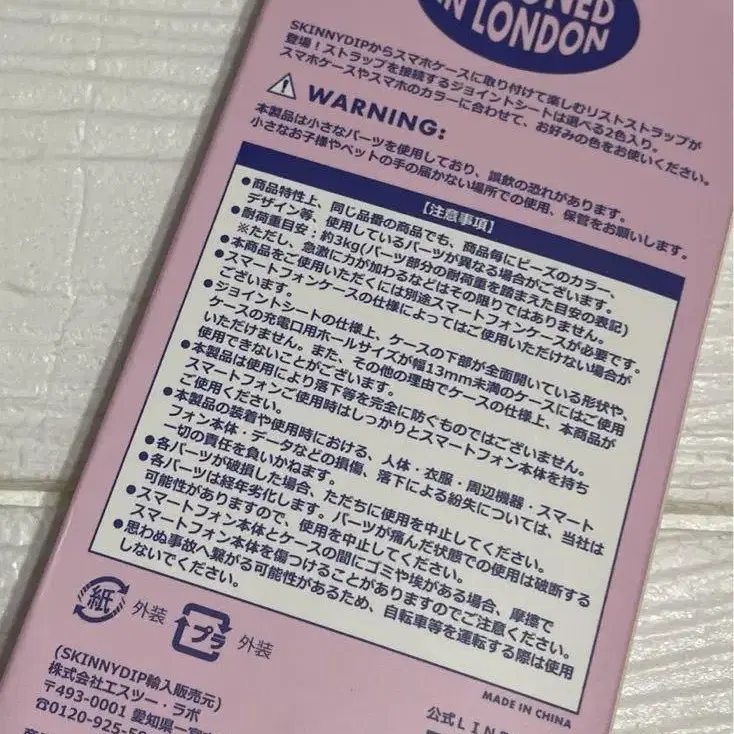 IN LONDON
SKINNYDIPからスマホケースに取り付けて楽しむリストストラップが
登場！ストラップを接続するジョイントシートは選べる2色入り。
スマホケースやスマホのカラーに合わせて、お好みの色をお使いください。
WARNING:
本製品は小さなパーツを使用しており、誤飲の恐れがあります。
小さなお子様やペットの手の届かない場所での使用、保管をお願いします。
【注意事項】
●商品特性上、同じ品番の商品でも、商品毎にビーズのカラー、
デザイン等、使用しているパーツが異なる場合がございます。
●耐荷重目安：約3kg(パーツ部分の耐荷重を踏まえた目安の表記)
※ただし、急激に力が加わるなどはその限りではありません。
●本商品をご使用いただくには別途スマートフォンケースが必要です。
●スマートフォンケースの仕様によってはご使用いただけない場合が
ございます。
●ジョイントシートの仕様上、ケースの下部が全面開いている形状や、
ケースの充電口用ホールサイズが幅13mm未満のケースにはご使用
いただけません。また、その他の理由でケースの仕様上、本商品が
使用できないことがございます。
●本製品は使用により落下等を完全に防ぐものではございません。
スマートフォンご使用時はしっかりとスマートフォン本体を持ち
ご使用ください。
●本製品の装着や使用時における、人体・衣服・周辺機器・スマート
フォン本体・データなどの損傷、落下による紛失については、当社は
一切の責任を負いかねます。
●各パーツが破損した場合、ただちに使用を中止してください。
●各パーツは経年劣化します。パーツが痛んだ状態での使用は破断する
可能性がありますので、使用を中止してください。
●スマートフォン本体とケースの間にゴミや埃がある場合、摩擦で
スマートフォン本体を傷つけることがありますのでご注意ください。
●思わぬ事故へ繋がる可能性があるため、自転車等を運転する際は使用
しないでください。
紙 外装 プラ 外装
MADE IN CHINA
(SKINNYDIP輸入販売元)
株式会社エスツー・ラボ
〒493-0001 愛知県一宮
☎0120-925-5
公式LIN